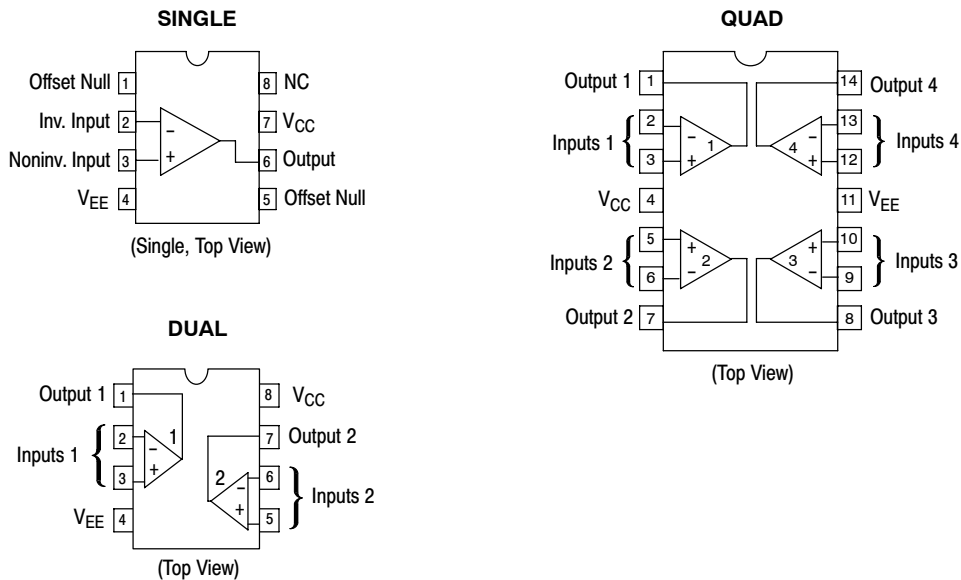 SINGLE
Offset Null 1 8 NC
Inv. Input 2 − 7 VCC
Noninv. Input 3 + 6 Output
VEE 4 5 Offset Null
(Single, Top View)
DUAL
Output 1 1 8 VCC
Inputs 1 2 − 1 7 Output 2
3 + 2 − 6 Inputs 2
VEE 4 + 5
(Top View)
QUAD
Output 1 1 14 Output 4
Inputs 1 2 − 1 4 − 13 Inputs 4
3 + + 12
VCC 4 11 VEE
Inputs 2 5 + 2 3 + 10 Inputs 3
6 − − 9
Output 2 7 8 Output 3
(Top View)